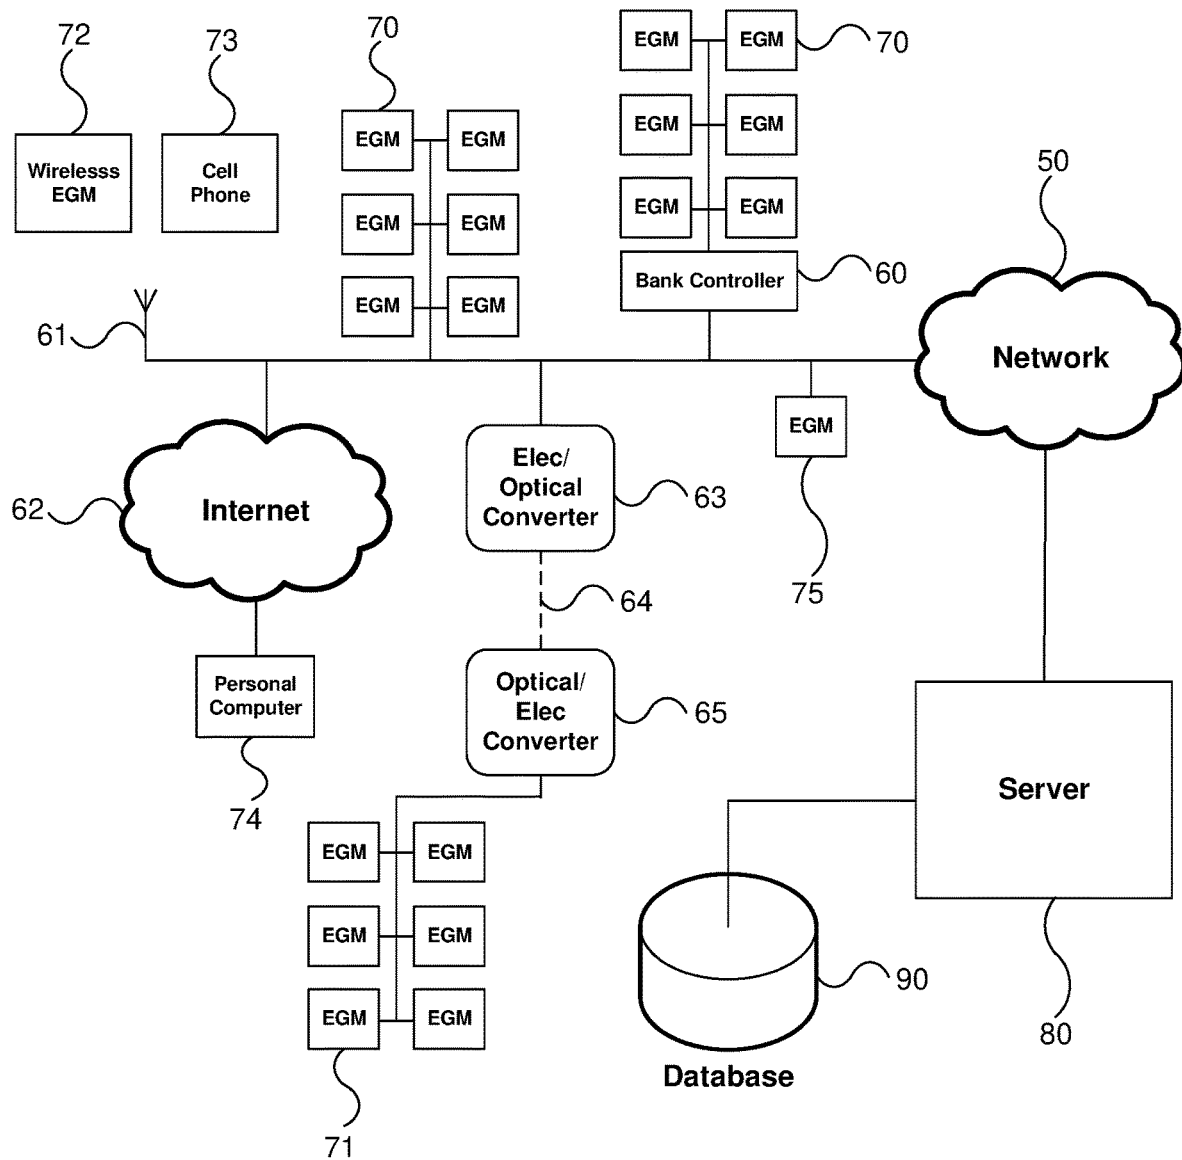 72
73
70
EGM
EGM
70
Wirelesss
EGM
Cell
Phone
EGM
EGM
EGM
EGM
50
EGM
EGM
EGM
EGM
Bank Controller
60
EGM
EGM
61
Network
EGM
Elec/
Optical
Converter
63
62
Internet
75
64
Personal
Computer
Optical/
Elec
Converter
65
74
Server
EGM
EGM
EGM
EGM
90
EGM
EGM
80
Database
71